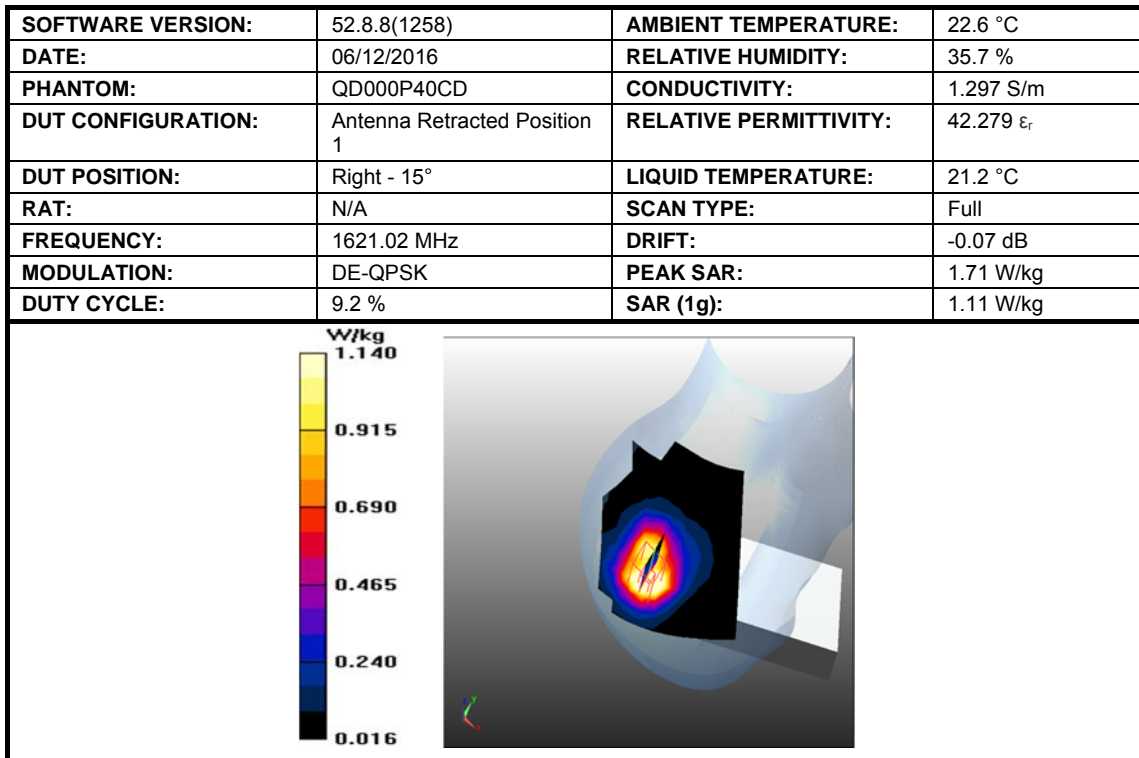 SOFTWARE VERSION: 52.8.8(1258) AMBIENT TEMPERATURE: 22.6 °C
DATE: 06/12/2016 RELATIVE HUMIDITY: 35.7 %
PHANTOM: QD000P40CD CONDUCTIVITY: 1.297 S/m
DUT CONFIGURATION: Antenna Retracted Position RELATIVE PERMITTIVITY: 42.279 εᵣ
1
DUT POSITION: Right - 15° LIQUID TEMPERATURE: 21.2 °C
RAT: N/A SCAN TYPE: Full
FREQUENCY: 1621.02 MHz DRIFT: -0.07 dB
MODULATION: DE-QPSK PEAK SAR: 1.71 W/kg
DUTY CYCLE: 9.2 % SAR (1g): 1.11 W/kg
W/kg
1.140
0.915
0.690
0.465
0.240
0.016
y
x